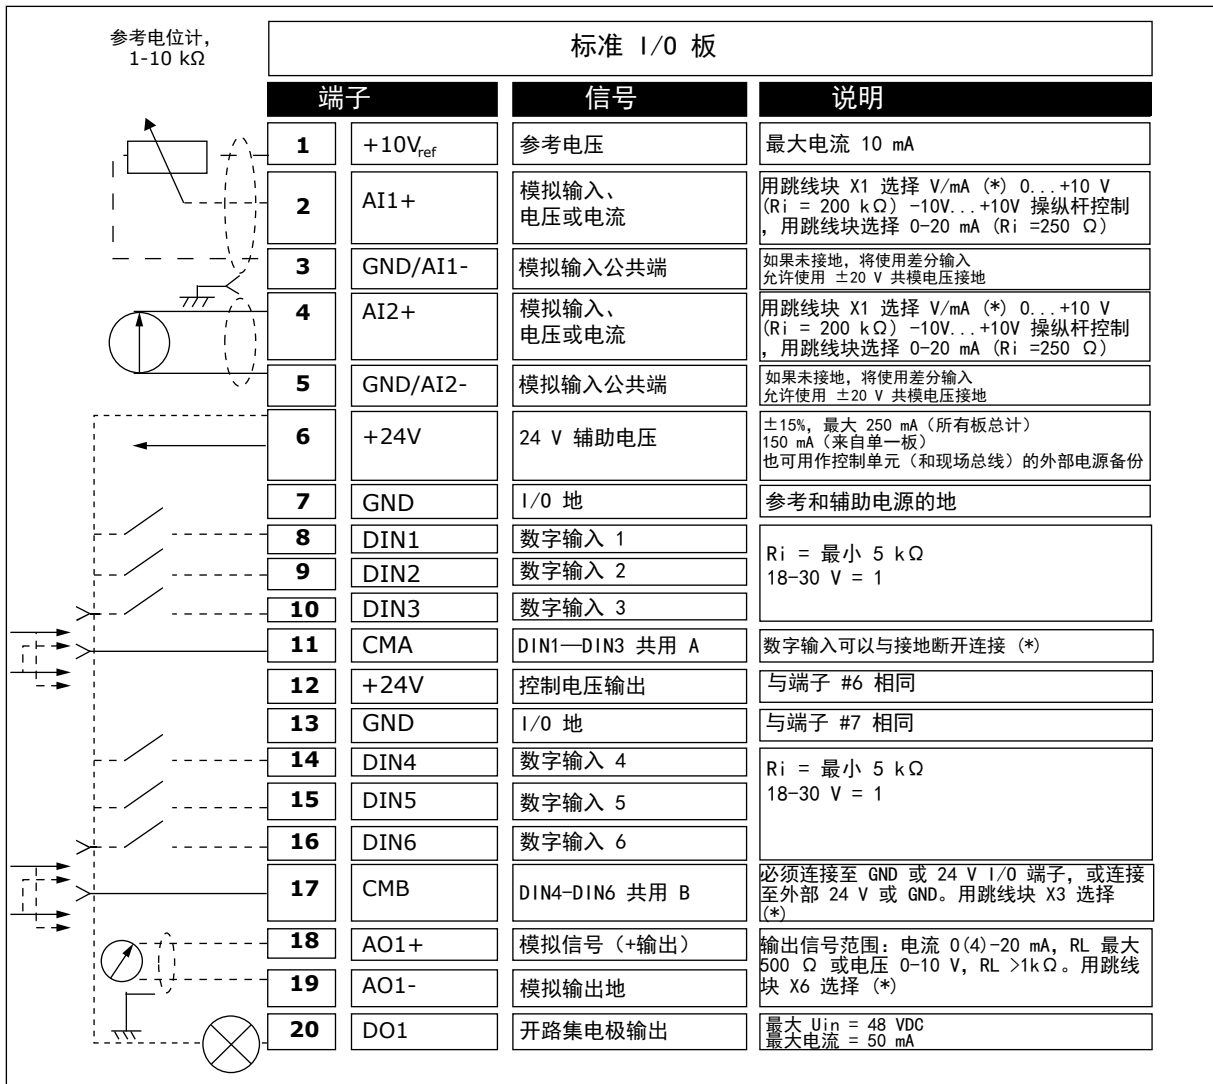 参考电位计,
1-10 kΩ
标准 I/O 板
端子 信号 说明
1 +10Vref 参考电压 最大电流 10 mA
2 AI1+ 模拟输入、
电压或电流
用跳线块 X1 选择 V/mA (*) 0...+10 V
(Ri = 200 kΩ) -10V...+10V 操纵杆控制
，用跳线块选择 0-20 mA (Ri =250 Ω)
3 GND/AI1- 模拟输入公共端
如果未接地，将使用差分输入
允许使用 ±20 V 共模电压接地
4 AI2+ 模拟输入、
电压或电流
用跳线块 X1 选择 V/mA (*) 0...+10 V
(Ri = 200 kΩ) -10V...+10V 操纵杆控制
，用跳线块选择 0-20 mA (Ri =250 Ω)
5 GND/AI2- 模拟输入公共端
如果未接地，将使用差分输入
允许使用 ±20 V 共模电压接地
6 +24V 24 V 辅助电压
±15%，最大 250 mA（所有板总计）
150 mA（来自单一板）
也可用作控制单元（和现场总线）的外部电源备份
7 GND I/O 地 参考和辅助电源的地
8 DIN1 数字输入 1
9 DIN2 数字输入 2
10 DIN3 数字输入 3
Ri = 最小 5 kΩ
18-30 V = 1
11 CMA DIN1—DIN3 共用 A 数字输入可以与接地断开连接 (*)
12 +24V 控制电压输出 与端子 #6 相同
13 GND I/O 地 与端子 #7 相同
14 DIN4 数字输入 4
15 DIN5 数字输入 5
16 DIN6 数字输入 6
Ri = 最小 5 kΩ
18-30 V = 1
17 CMB DIN4-DIN6 共用 B
必须连接至 GND 或 24 V I/O 端子，或连接
至外部 24 V 或 GND。用跳线块 X3 选择
(*)
18 AO1+ 模拟信号（+输出）
19 AO1- 模拟输出地
输出信号范围：电流 0(4)-20 mA，RL 最大
500 Ω 或电压 0-10 V，RL >1kΩ。用跳线
块 X6 选择 (*)
20 DO1 开路集电极输出
最大 Uin = 48 VDC
最大电流 = 50 mA